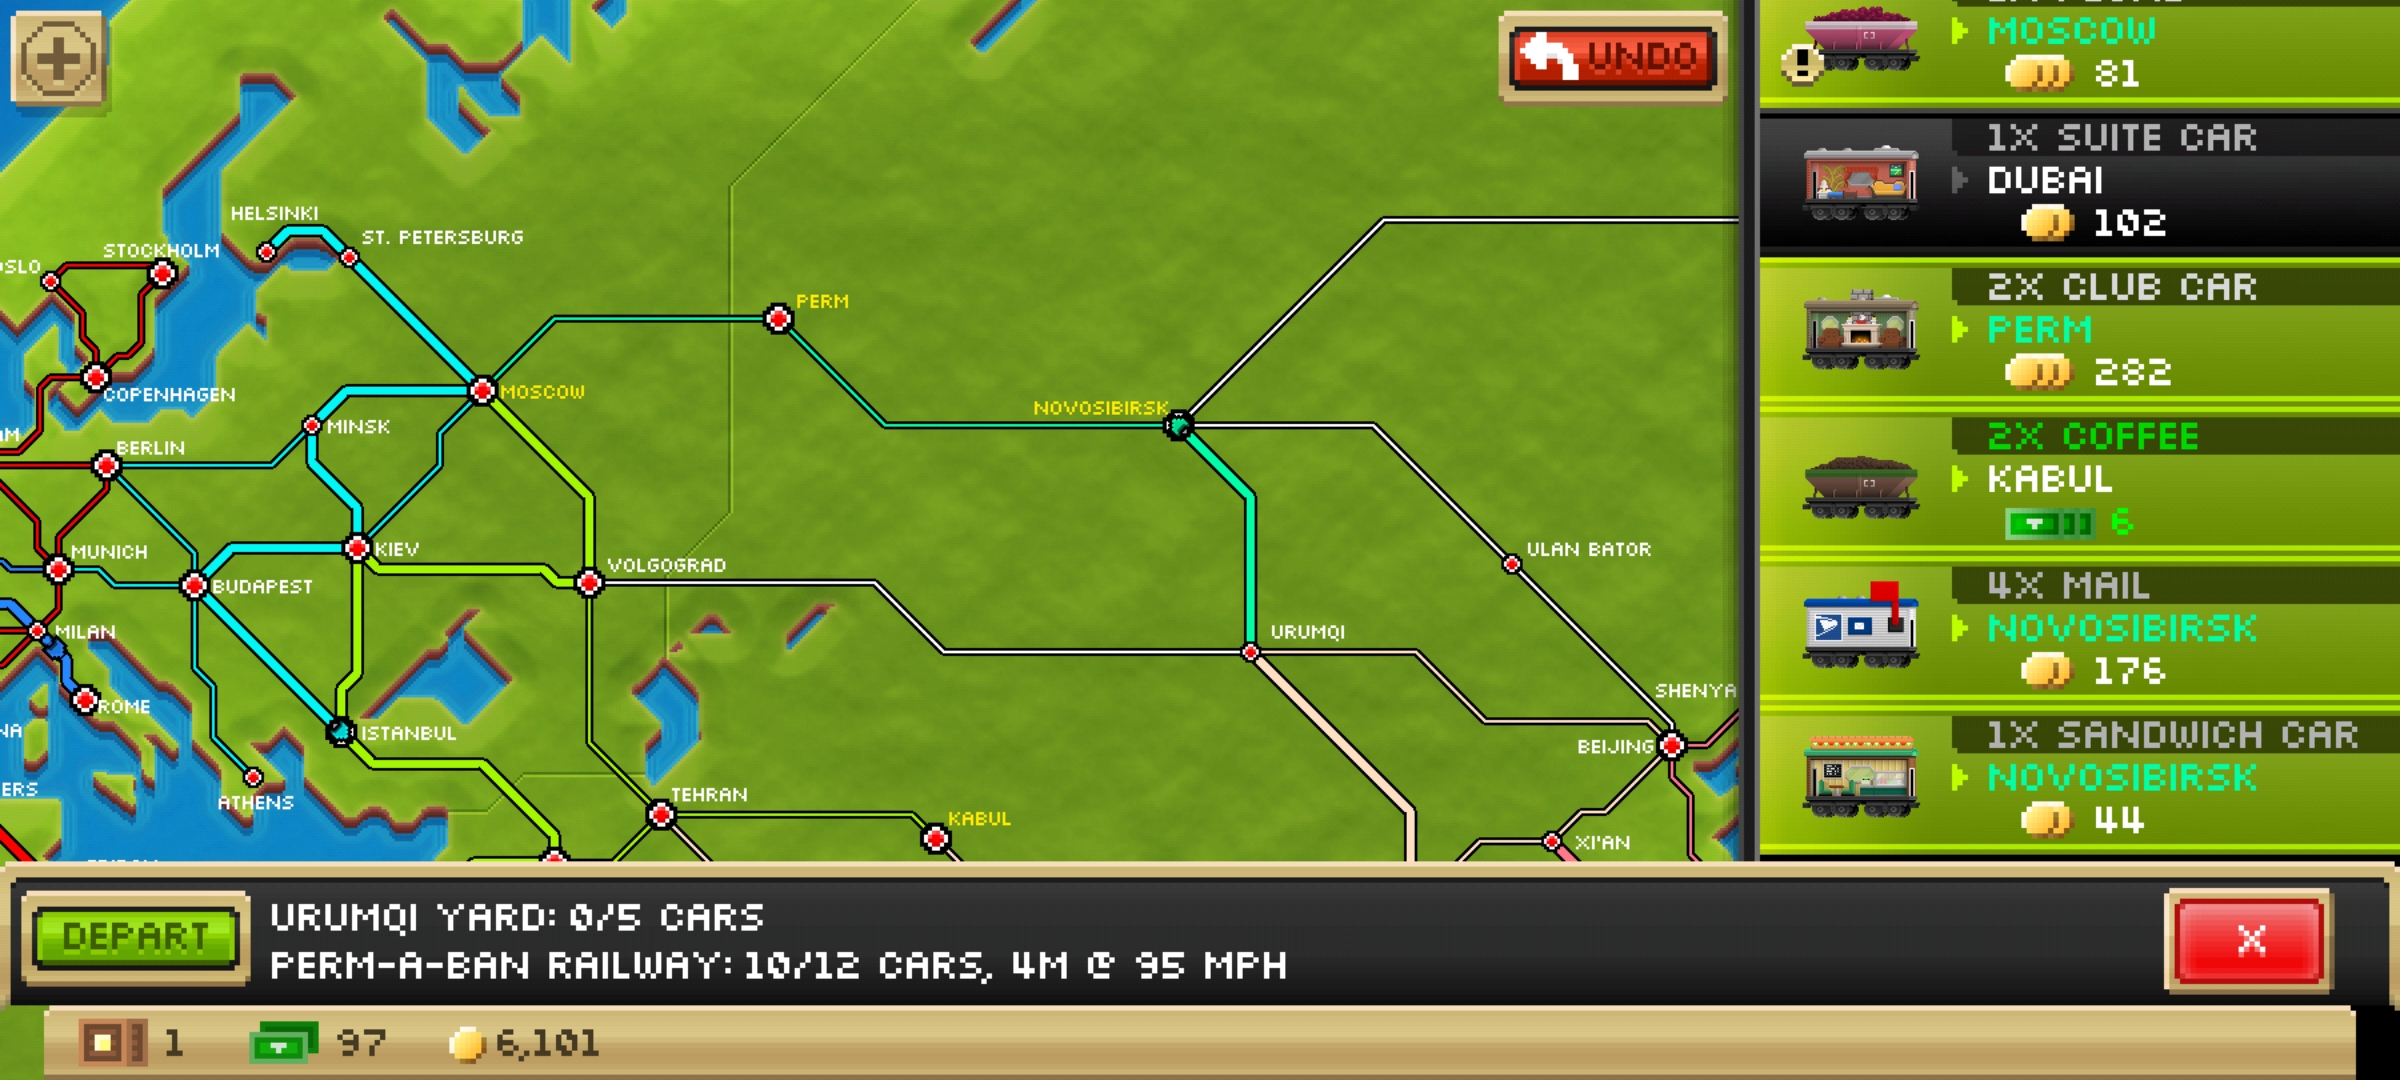 UNDO
HELSINKI
ST. PETERSBURG
STOCKHOLM
OSLO
PERM
COPENHAGEN
MOSCOW
NOVOSIBIRSK
MINSK
BERLIN
MUNICH
KIEV
BUDAPEST
VOLGOGRAD
ULAN BATOR
MILAN
URUMQI
ROME
ISTANBUL
SHENYA
BEIJING
NA
ERS
ATHENS
TEHRAN
KABUL
XI'AN
MOSCOW
81
1X SUITE CAR
DUBAI
102
2X CLUB CAR
PERM
282
2X COFFEE
KABUL
6
4X MAIL
NOVOSIBIRSK
176
1X SANDWICH CAR
NOVOSIBIRSK
44
DEPART
URUMQI YARD: 0/5 CARS
PERM-A-BAN RAILWAY: 10/12 CARS, 4M @ 95 MPH
X
1
97
6,101